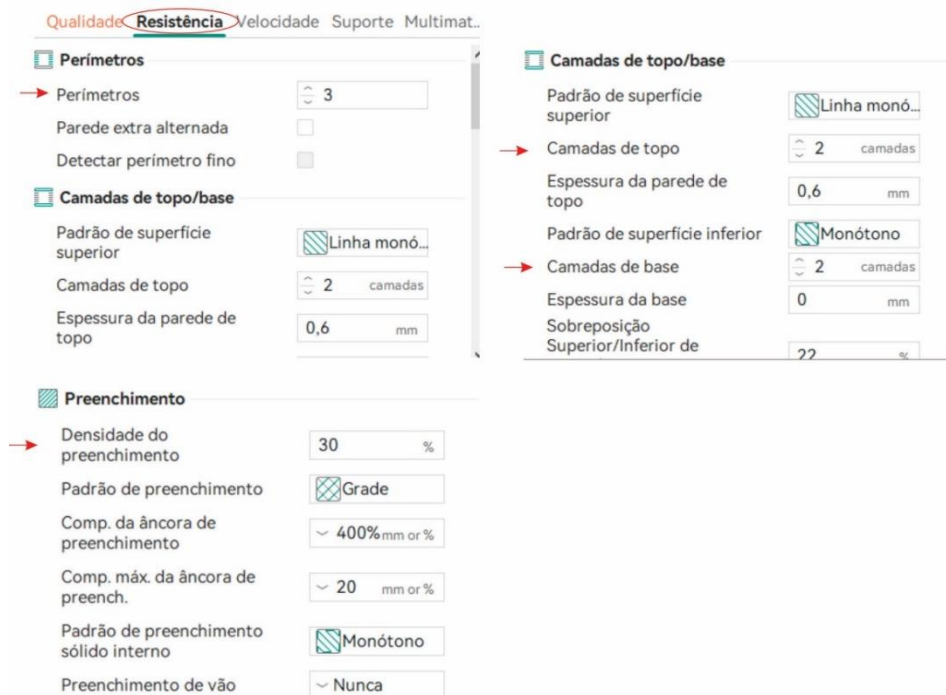 Qualidade Resistência Velocidade Suporte Multimat..
Perímetros
Perímetros 3
Parede extra alternada
Detectar perímetro fino
Camadas de topo/base
Padrão de superfície
superior
Linha monó...
Camadas de topo 2 camadas
Espessura da parede de
topo
0,6 mm
Camadas de topo/base
Padrão de superfície
superior
Linha monó...
Camadas de topo 2 camadas
Espessura da parede de
topo
0,6 mm
Padrão de superfície inferior Monótono
Camadas de base 2 camadas
Espessura da base 0 mm
Sobreposição
Superior/Inferior de
22 %
Preenchimento
Densidade do
preenchimento
30 %
Padrão de preenchimento Grade
Comp. da âncora de
preenchimento
400% mm or %
Comp. máx. da âncora de
preench.
20 mm or %
Padrão de preenchimento
sólido interno
Monótono
Preenchimento de vão Nunca